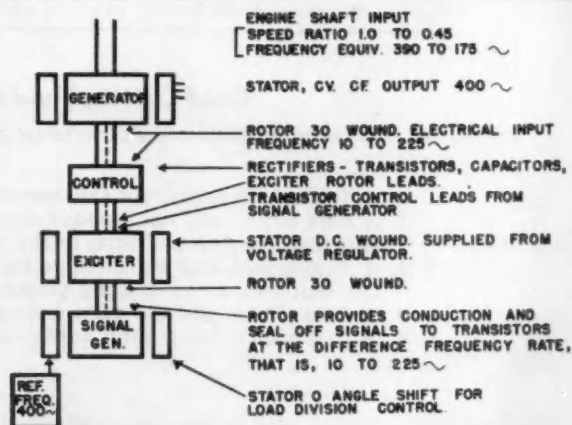 ENGINE SHAFT INPUT
SPEED RATIO 1.0 TO 0.45
FREQUENCY EQUIV. 390 TO 175 ~
GENERATOR
STATOR, CV. CF. OUTPUT 400 ~
ROTOR 30 WOUND. ELECTRICAL INPUT
FREQUENCY 10 TO 225 ~
CONTROL
RECTIFIERS - TRANSISTORS, CAPACITORS,
EXCITER ROTOR LEADS.
TRANSISTOR CONTROL LEADS FROM
SIGNAL GENERATOR
EXCITER
STATOR D.C. WOUND. SUPPLIED FROM
VOLTAGE REGULATOR.
ROTOR 30 WOUND.
SIGNAL
GEN.
ROTOR PROVIDES CONDUCTION AND
SEAL OFF SIGNALS TO TRANSISTORS
AT THE DIFFERENCE FREQUENCY RATE,
THAT IS, 10 TO 225 ~
STATOR O ANGLE SHIFT FOR
LOAD DIVISION CONTROL.
REF.
FREQ.
400~